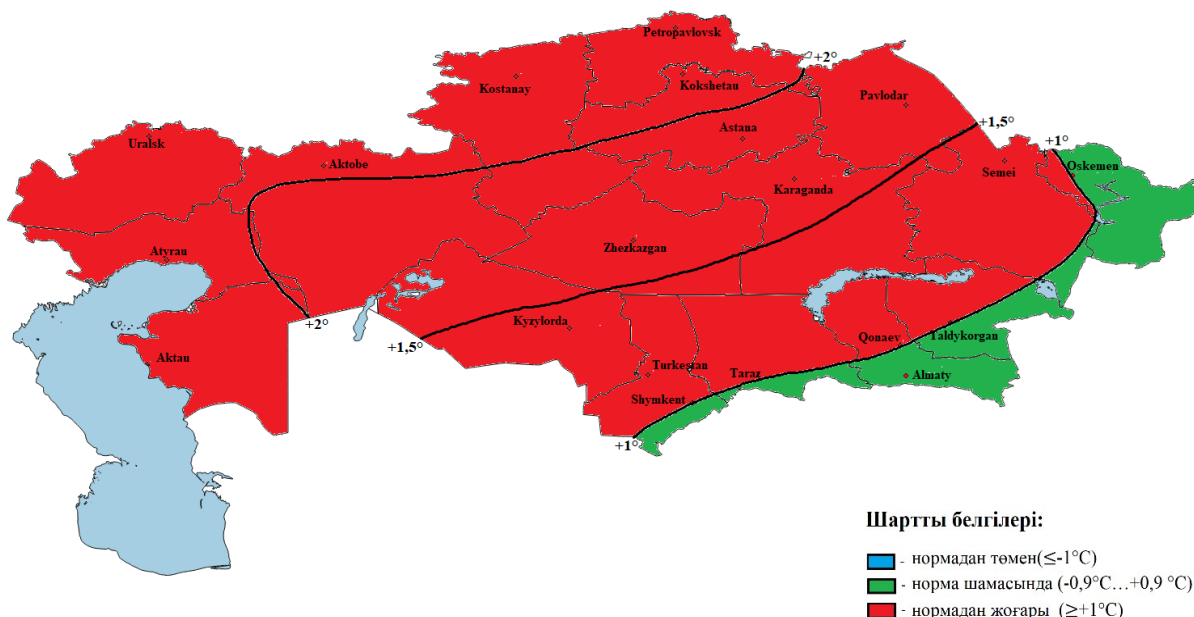 Petropavlovsk
+2°
Kostanay
Kokshetau
Pavlodar
+1,5°
Astana
Uralsk
+1°
Aktobe
Oskemen
Semei
Karaganda
Zhezkazgan
Atyrau
+2°
Kyzylorda
+1,5°
Qonaev
Taldykorgan
Aktau
Turkestan
Taraz
Almaty
Shymkent
+1°
Шартты белгілері:
- нормадан төмен(≤-1°C)
- норма шамасында (-0,9°C…+0,9 °C)
- нормадан жоғары (≥+1°C)